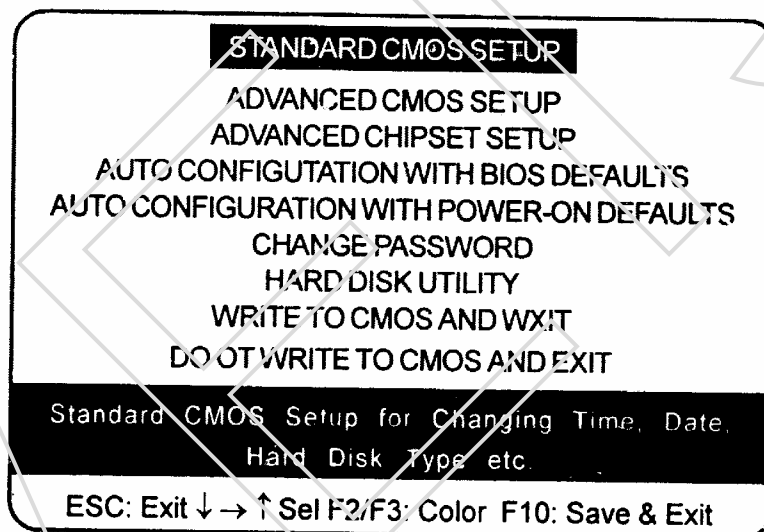 STANDARD CMOS SETUP
ADVANCED CMOS SETUP
ADVANCED CHIPSET SETUP
AUTO CONFIGUTATION WITH BIOS DEFAULTS
AUTO CONFIGURATION WITH POWER-ON DEFAULTS
CHANGE PASSWORD
HARD DISK UTILITY
WRITE TO CMOS AND WXIT
DO OT WRITE TO CMOS AND EXIT
Standard CMOS Setup for Changing Time, Date,
Hard Disk Type etc.
ESC: Exit ↓ → ↑ Sel F2/F3: Color F10: Save & Exit